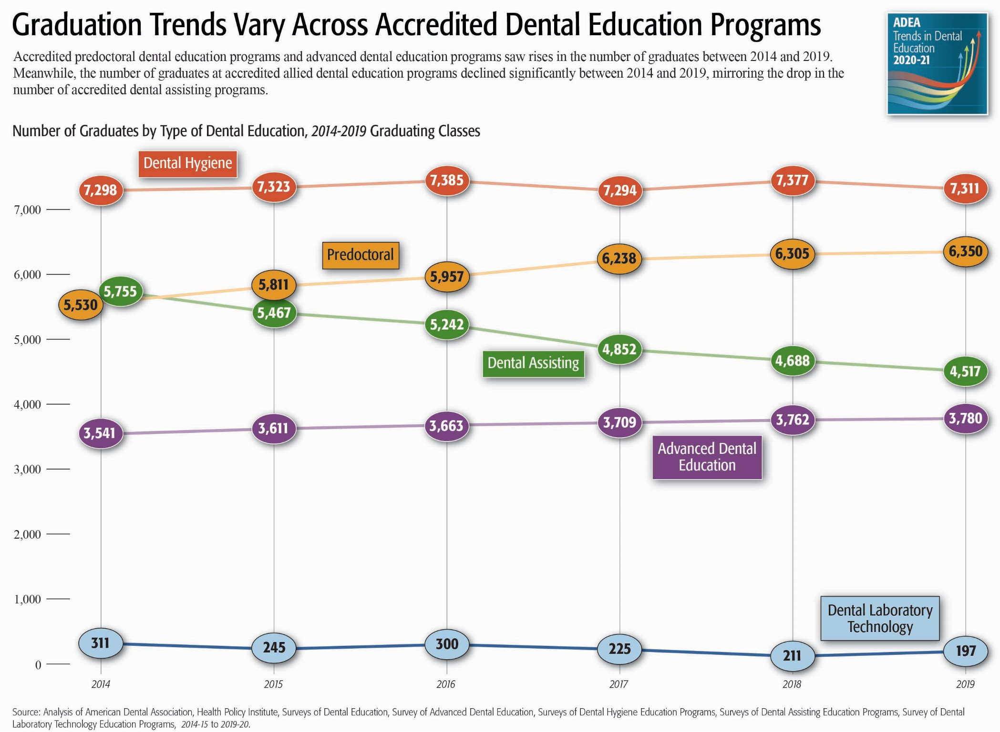 Graduation Trends Vary Across Accredited Dental Education Programs
Accredited predoctoral dental education programs and advanced dental education programs saw rises in the number of graduates between 2014 and 2019.
Meanwhile, the number of graduates at accredited allied dental education programs declined significantly between 2014 and 2019, mirroring the drop in the
number of accredited dental assisting programs.
ADEA
Trends in Dental
Education
2020-21
Number of Graduates by Type of Dental Education, 2014-2019 Graduating Classes
Dental Hygiene
7,298
7,323
7,385
7,294
7,377
7,311
7,000
Predoctoral
6,238
6,305
6,350
6,000
5,530
5,755
5,811
5,957
5,467
5,242
5,000
4,852
4,688
4,517
Dental Assisting
4,000
3,541
3,611
3,663
3,709
3,762
3,780
Advanced Dental
Education
3,000
2,000
1,000
Dental Laboratory
Technology
311
245
300
225
211
197
0
2014
2015
2016
2017
2018
2019
Source: Analysis of American Dental Association, Health Policy Institute, Surveys of Dental Education, Survey of Advanced Dental Education, Surveys of Dental Hygiene Education Programs, Surveys of Dental Assisting Education Programs, Survey of Dental
Laboratory Technology Education Programs, 2014-15 to 2019-20.